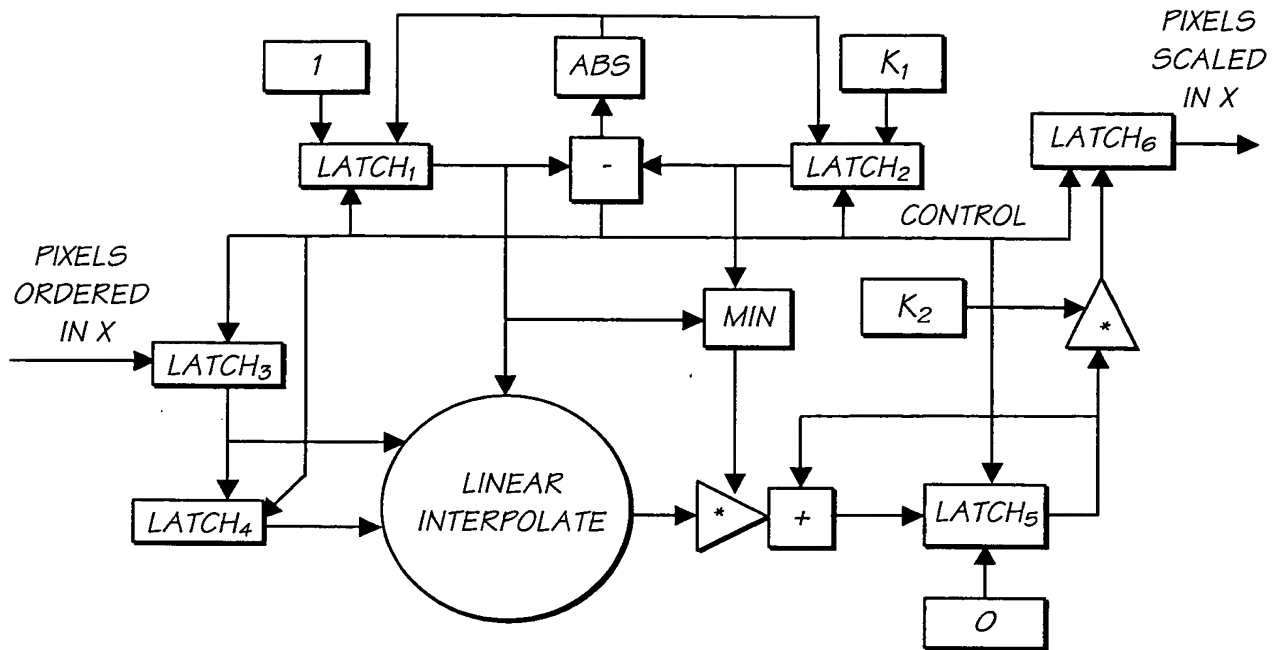 PIXELS
SCALED
IN X
1
ABS
K₁
LATCH₁
-
LATCH₂
LATCH₆
CONTROL
PIXELS
ORDERED
IN X
MIN
K₂
*
LATCH₃
LINEAR
INTERPOLATE
LATCH₄
*
+
LATCH₅
0